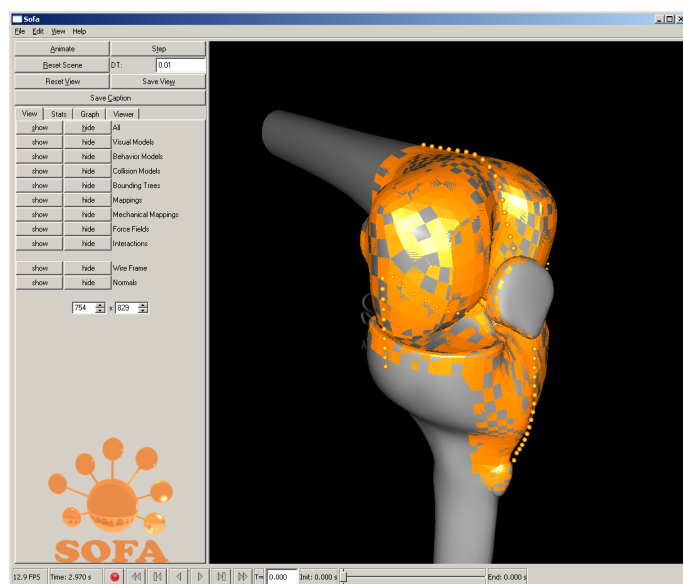 Sofa
File Edit View Help
Animate Step
Reset Scene DT: 0.01
Reset View Save View
Save Caption
View Stats Graph Viewer
show hide All
show hide Visual Models
show hide Behavior Models
show hide Collision Models
show hide Bounding Trees
show hide Mappings
show hide Mechanical Mappings
show hide Force Fields
show hide Interactions
show hide Wire Frame
show hide Normals
754 x 829
SOFA
12.9 FPS Time: 2.970 s T= 0.000 Init: 0.000 s End: 0.000 s